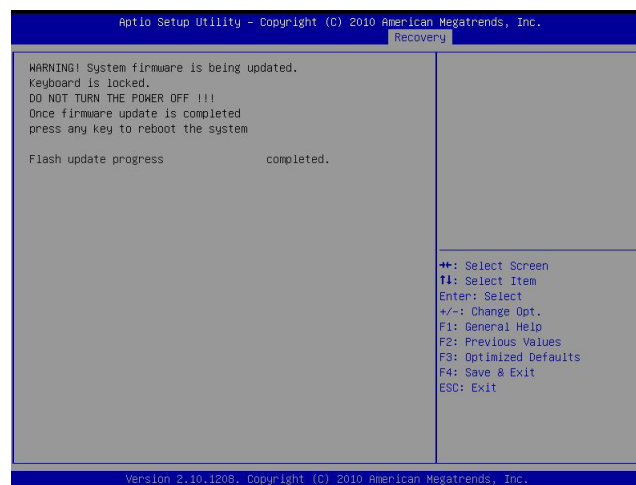 Aptio Setup Utility – Copyright (C) 2010 American Megatrends, Inc.
Recovery
WARNING! System firmware is being updated.
Keyboard is locked.
DO NOT TURN THE POWER OFF !!!
Once firmware update is completed
press any key to reboot the system
Flash update progress completed.
→←: Select Screen
↑↓: Select Item
Enter: Select
+/-: Change Opt.
F1: General Help
F2: Previous Values
F3: Optimized Defaults
F4: Save & Exit
ESC: Exit
Version 2.10.1208. Copyright (C) 2010 American Megatrends, Inc.